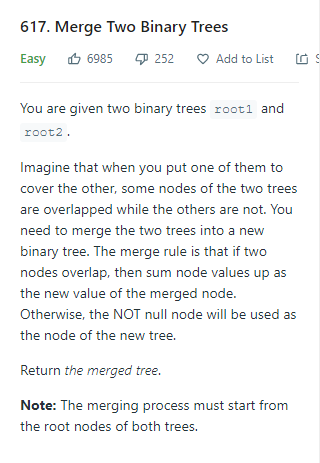 617. Merge Two Binary Trees
Easy 6985 252 Add to List
You are given two binary trees root1 and
root2.
Imagine that when you put one of them to
cover the other, some nodes of the two trees
are overlapped while the others are not. You
need to merge the two trees into a new
binary tree. The merge rule is that if two
nodes overlap, then sum node values up as
the new value of the merged node.
Otherwise, the NOT null node will be used as
the node of the new tree.
Return the merged tree.
Note: The merging process must start from
the root nodes of both trees.